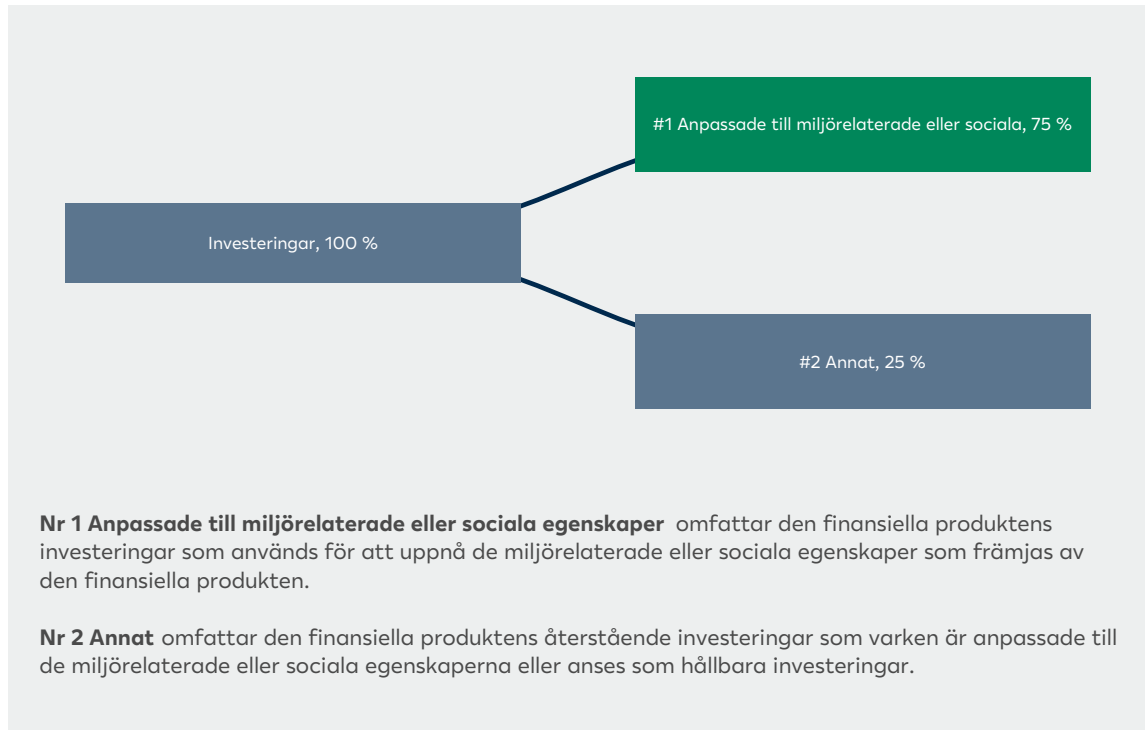 #1 Anpassade till miljörelaterade eller sociala, 75 %
Investeringar, 100 %
#2 Annat, 25 %
Nr 1 Anpassade till miljörelaterade eller sociala egenskaper omfattar den finansiella produktens
investeringar som används för att uppnå de miljörelaterade eller sociala egenskaper som främjas av
den finansiella produkten.
Nr 2 Annat omfattar den finansiella produktens återstående investeringar som varken är anpassade till
de miljörelaterade eller sociala egenskaperna eller anses som hållbara investeringar.